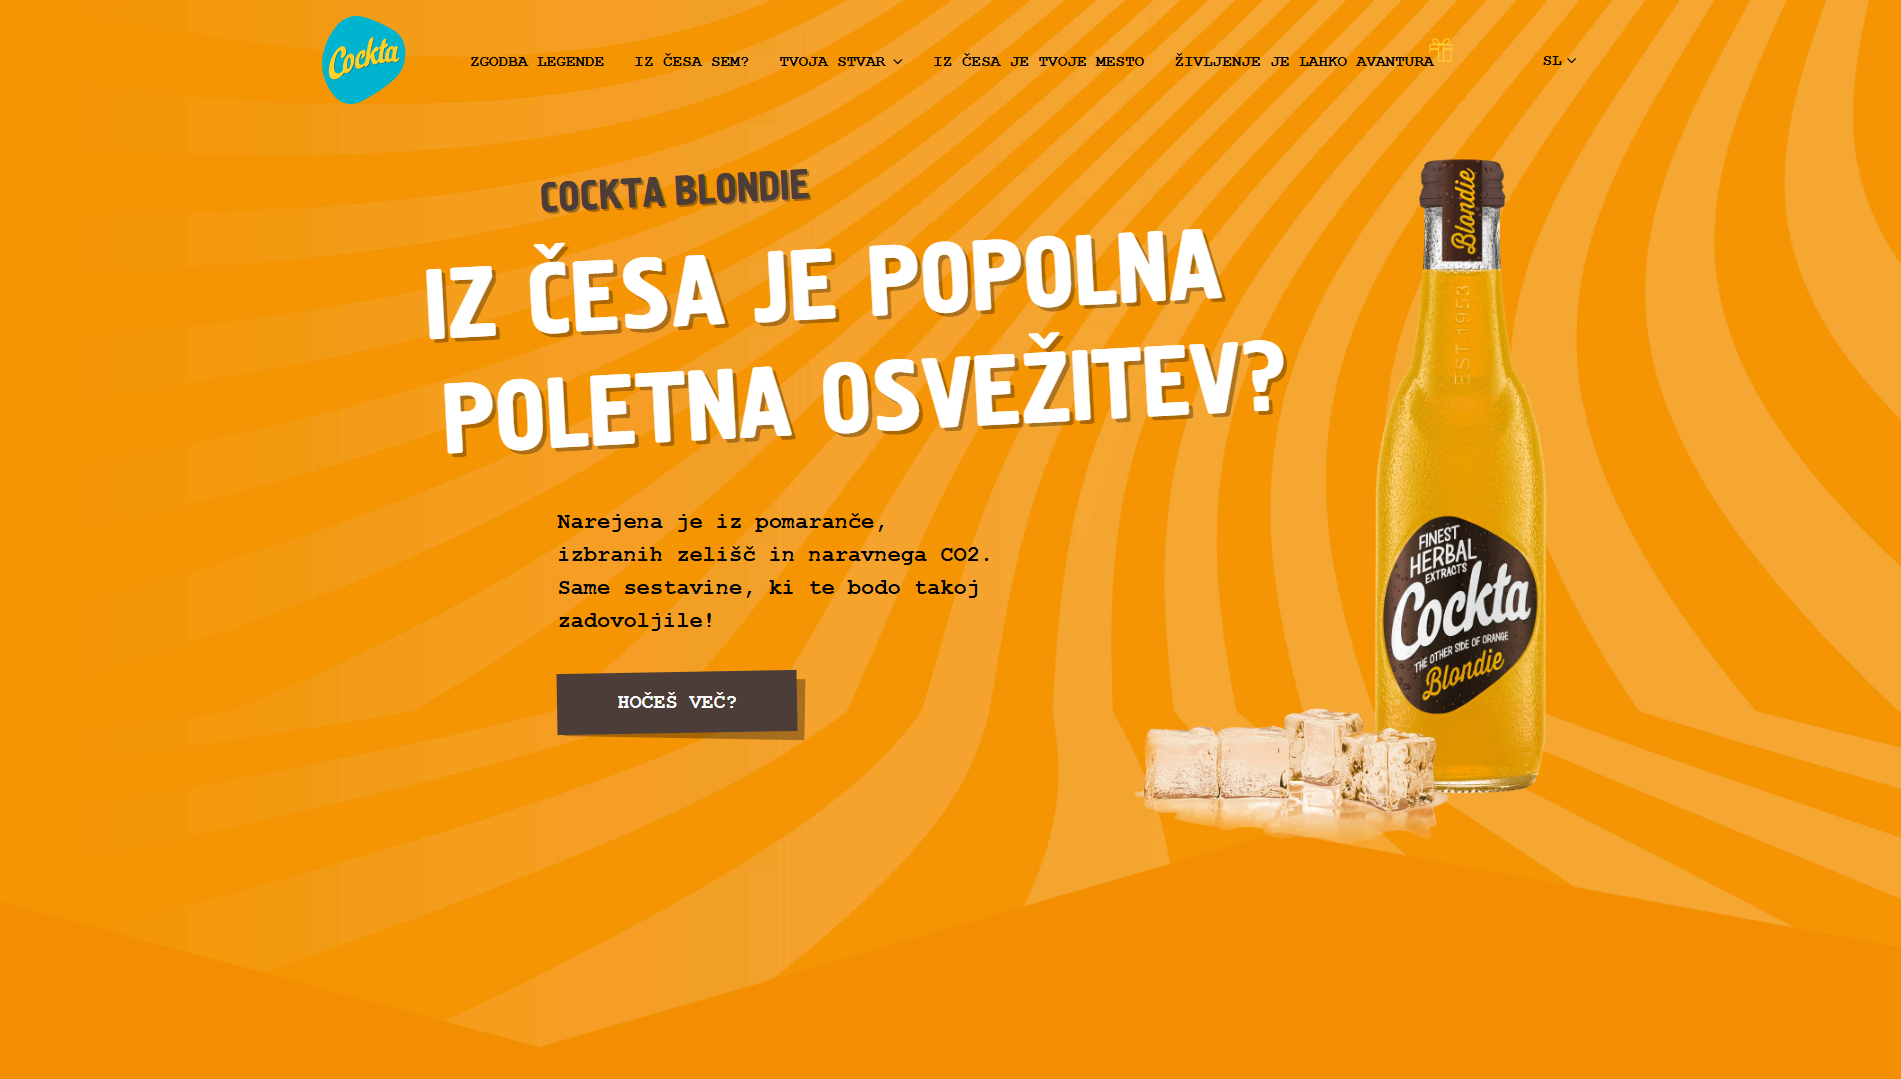 Cockta
ZGODBA LEGENDE
IZ ČESA SEM?
TVOJA STVAR
IZ ČESA JE TVOJE MESTO
ŽIVLJENJE JE LAHKO AVANTURA
SL
COCKTA BLONDIE
IZ ČESA JE POPOLNA
POLETNA OSVEŽITEV?
Narejena je iz pomaranče,
izbranih zelišč in naravnega CO2.
Same sestavine, ki te bodo takoj
zadovoljile!
HOČEŠ VEČ?
Blondie
EST 1953
FINEST
HERBAL
EXTRACTS
Cockta
THE OTHER SIDE OF ORANGE
Blondie